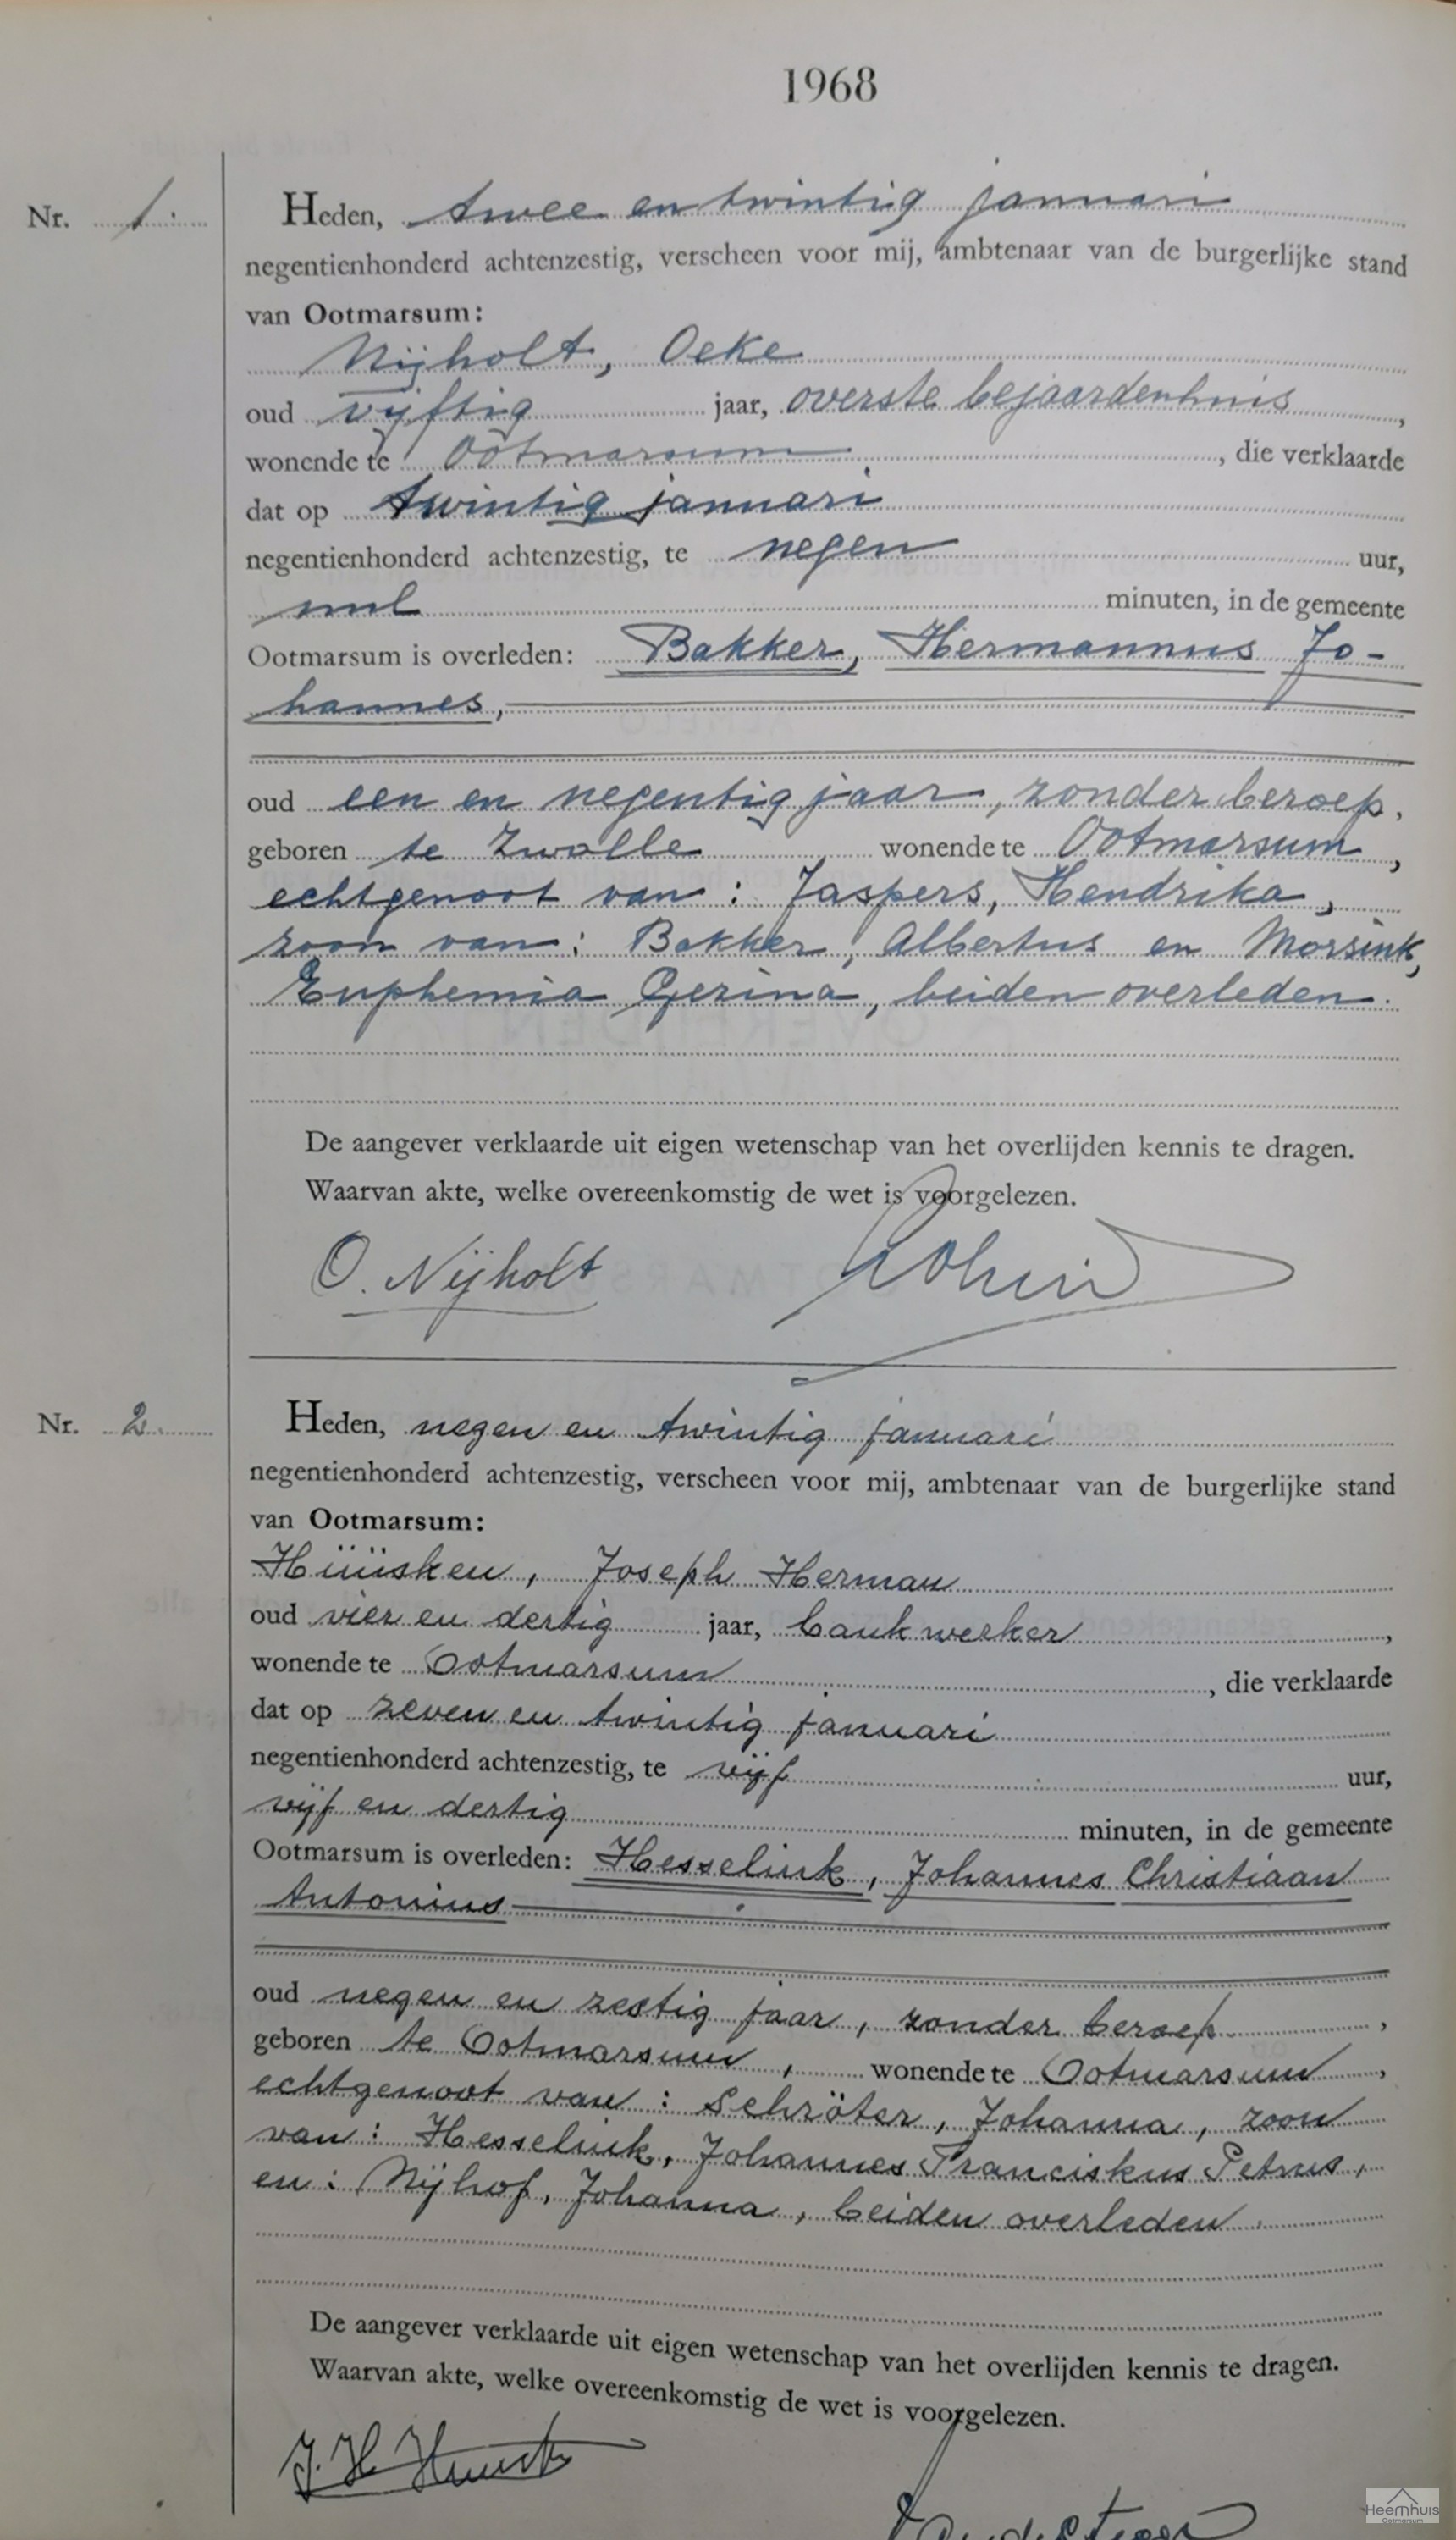 1968
Nr. 1.
Heden, twee en twintig januari
negentienhonderd achtenzestig, verscheen voor mij, ambtenaar van de burgerlijke stand
van Ootmarsum:
Nijholt, Oeke
oud vijftig jaar, overste bejaardenhuis,
wonende te Ootmarsum, die verklaarde
dat op twintig januari
negentienhonderd achtenzestig, te negen uur,
nul minuten, in de gemeente
Ootmarsum is overleden: Bakker, Hermannus Jo-
hannes,
oud een en negentig jaar, zonder beroep,
geboren te Zwolle wonende te Ootmarsum,
echtgenoot van: Jaspers, Hendrika,
zoon van: Bakker, Albertus en Morsink,
Euphemia Gezina, beiden overleden.
De aangever verklaarde uit eigen wetenschap van het overlijden kennis te dragen.
Waarvan akte, welke overeenkomstig de wet is voorgelezen.
O. Nijholt
Nr. 2.
Heden, negen en twintig januari
negentienhonderd achtenzestig, verscheen voor mij, ambtenaar van de burgerlijke stand
van Ootmarsum:
Hüüsken, Joseph Herman
oud vier en dertig jaar, bankwerker,
wonende te Ootmarsum, die verklaarde
dat op zeven en twintig januari
negentienhonderd achtenzestig, te vijf uur,
vijf en dertig minuten, in de gemeente
Ootmarsum is overleden: Hesselink, Johannes Christiaan
Antonius
oud negen en zestig jaar, zonder beroep,
geboren te Ootmarsum, wonende te Ootmarsum,
echtgenoot van: Schröter, Johanna, zoon
van: Hesselink, Johannes Franciskus Petrus,
en: Nijhof, Johanna, beiden overleden.
De aangever verklaarde uit eigen wetenschap van het overlijden kennis te dragen.
Waarvan akte, welke overeenkomstig de wet is voorgelezen.
J. H.
Heemhuis
Ootmarsum